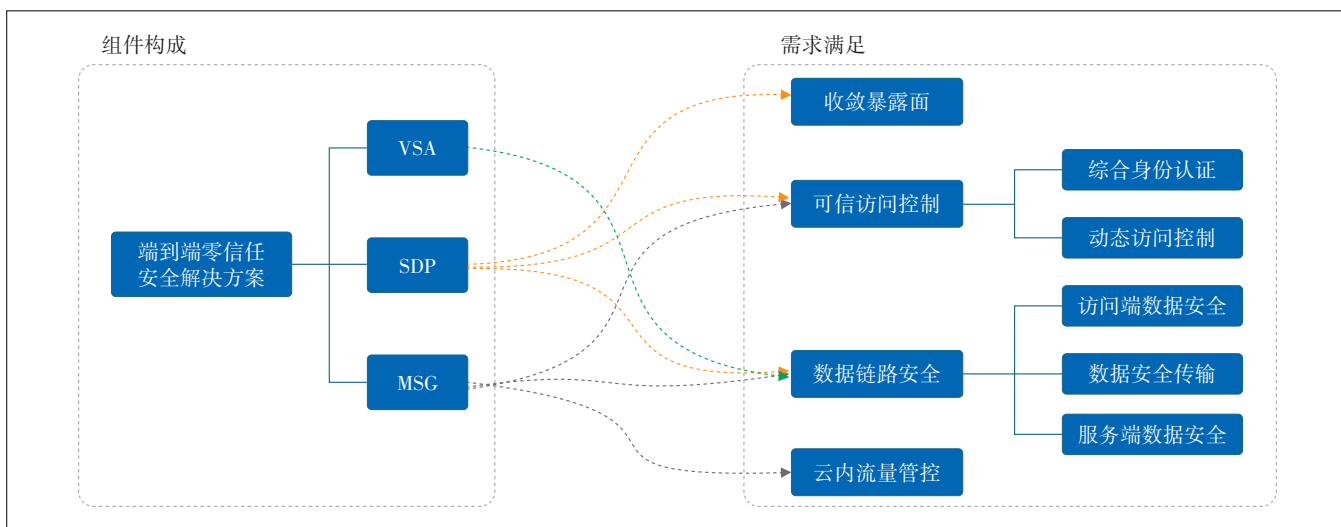 组件构成
需求满足
端到端零信任
安全解决方案
VSA
SDP
MSG
收敛暴露面
可信访问控制
综合身份认证
动态访问控制
数据链路安全
访问端数据安全
数据安全传输
服务端数据安全
云内流量管控